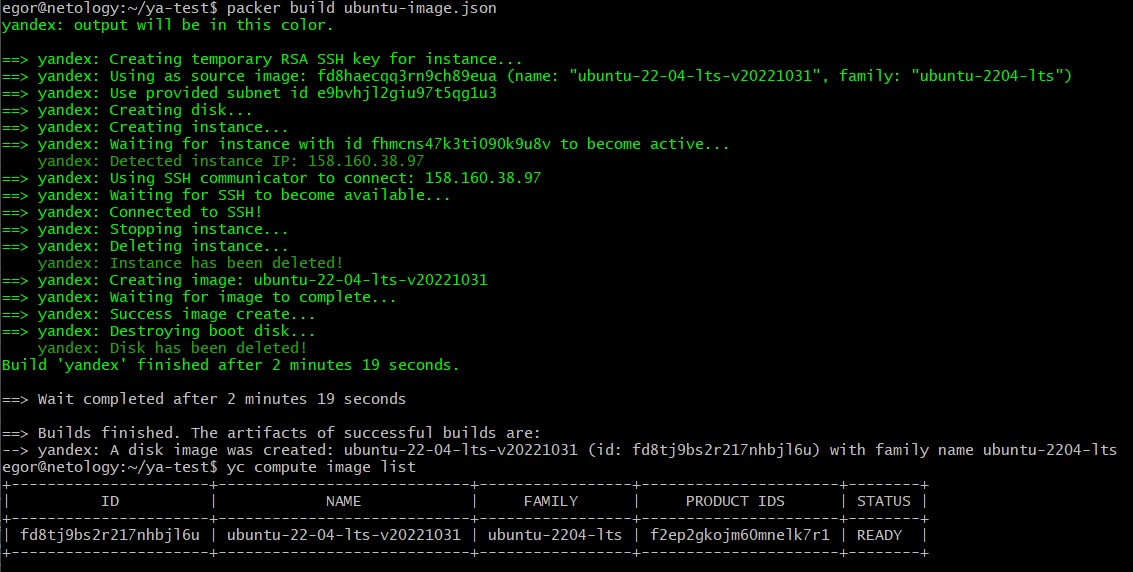 egor@netology:~/ya-test$ packer build ubuntu-image.json
yandex: output will be in this color.

==> yandex: Creating temporary RSA SSH key for instance...
==> yandex: Using as source image: fd8haecqq3rn9ch89eua (name: "ubuntu-22-04-lts-v20221031", family: "ubuntu-2204-lts")
==> yandex: Use provided subnet id e9bvhjl2giu97t5qg1u3
==> yandex: Creating disk...
==> yandex: Creating instance...
==> yandex: Waiting for instance with id fhmcns47k3ti090k9u8v to become active...
    yandex: Detected instance IP: 158.160.38.97
==> yandex: Using SSH communicator to connect: 158.160.38.97
==> yandex: Waiting for SSH to become available...
==> yandex: Connected to SSH!
==> yandex: Stopping instance...
==> yandex: Deleting instance...
    yandex: Instance has been deleted!
==> yandex: Creating image: ubuntu-22-04-lts-v20221031
==> yandex: Waiting for image to complete...
==> yandex: Success image create...
==> yandex: Destroying boot disk...
    yandex: Disk has been deleted!
Build 'yandex' finished after 2 minutes 19 seconds.

==> Wait completed after 2 minutes 19 seconds

==> Builds finished. The artifacts of successful builds are:
--> yandex: A disk image was created: ubuntu-22-04-lts-v20221031 (id: fd8tj9bs2r217nhbjl6u) with family name ubuntu-2204-lts
egor@netology:~/ya-test$ yc compute image list
+----------------------+----------------------------+-----------------+----------------------+--------+
|          ID          |            NAME            |     FAMILY      |     PRODUCT IDS      | STATUS |
+----------------------+----------------------------+-----------------+----------------------+--------+
| fd8tj9bs2r217nhbjl6u | ubuntu-22-04-lts-v20221031 | ubuntu-2204-lts | f2ep2gkojm60mnelk7r1 | READY  |
+----------------------+----------------------------+-----------------+----------------------+--------+